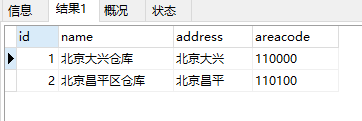 信息 结果1 概况 状态
id name address areacode
1 北京大兴仓库 北京大兴 110000
2 北京昌平区仓库 北京昌平 110100